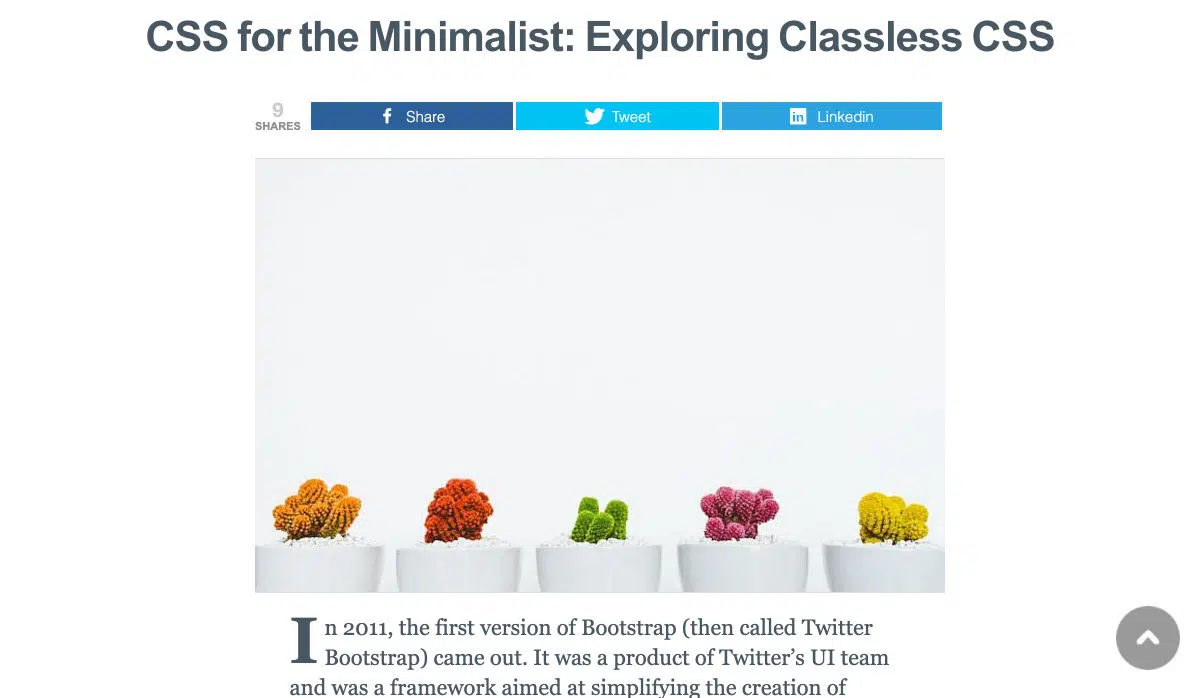 CSS for the Minimalist: Exploring Classless CSS
9
SHARES
Share
Tweet
Linkedin
In 2011, the first version of Bootstrap (then called Twitter
Bootstrap) came out. It was a product of Twitter’s UI team
and was a framework aimed at simplifying the creation of